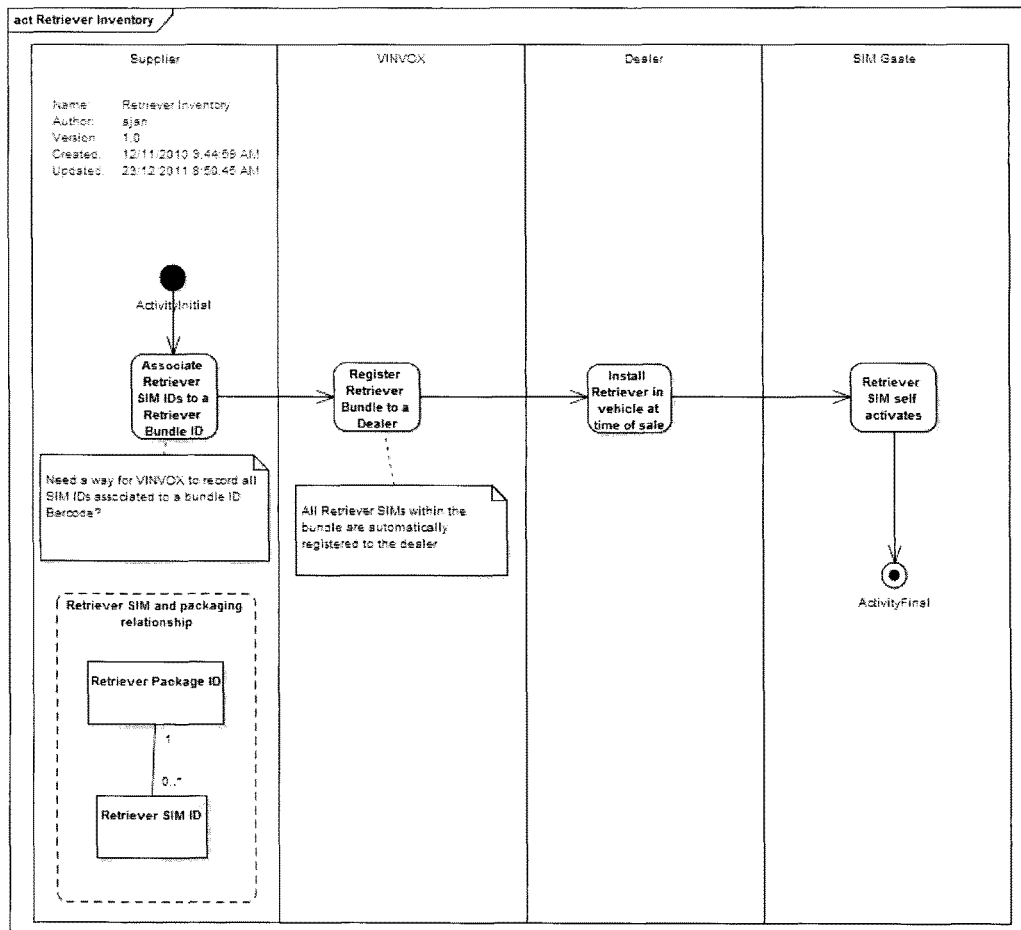 act Retriever Inventory
Supplier
VINVOX
Dealer
SIM Gaste
Name: Retriever Inventory
Author: ajan
Version: 1.0
Created: 12/11/2010 9:44:59 AM
Updated: 23/12/2011 8:50:45 AM
ActivityInitial
Associate
Retriever
SIM IDs to a
Retriever
Bundle ID
Register
Retriever
Bundle to a
Dealer
Install
Retriever in
vehicle at
time of sale
Retriever
SIM self
activates
Need a way for VINVOX to record all
SIM IDs associated to a bundle ID
Barcode?
All Retriever SIMs within the
bundle are automatically
registered to the dealer
ActivityFinal
Retriever SIM and packaging
relationship
Retriever Package ID
1
0..*
Retriever SIM ID